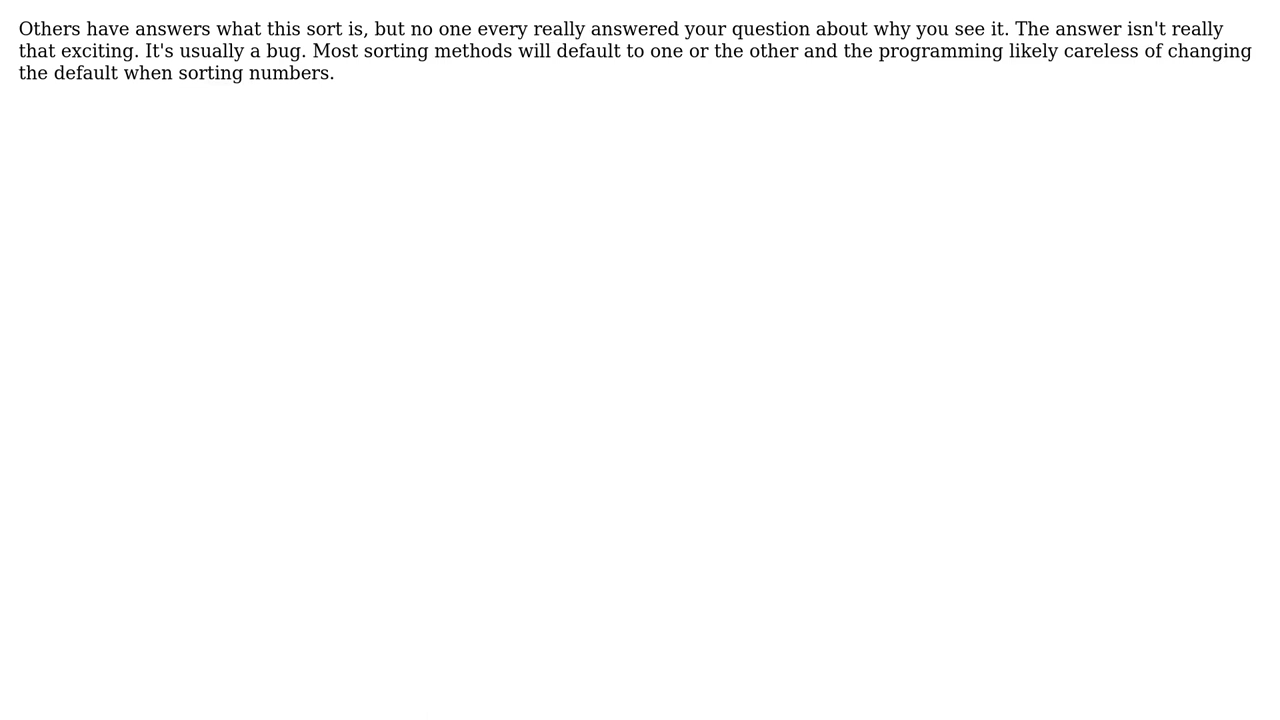 Others have answers what this sort is, but no one every really answered your question about why you see it. The answer isn't really
that exciting. It's usually a bug. Most sorting methods will default to one or the other and the programming likely careless of changing
the default when sorting numbers.